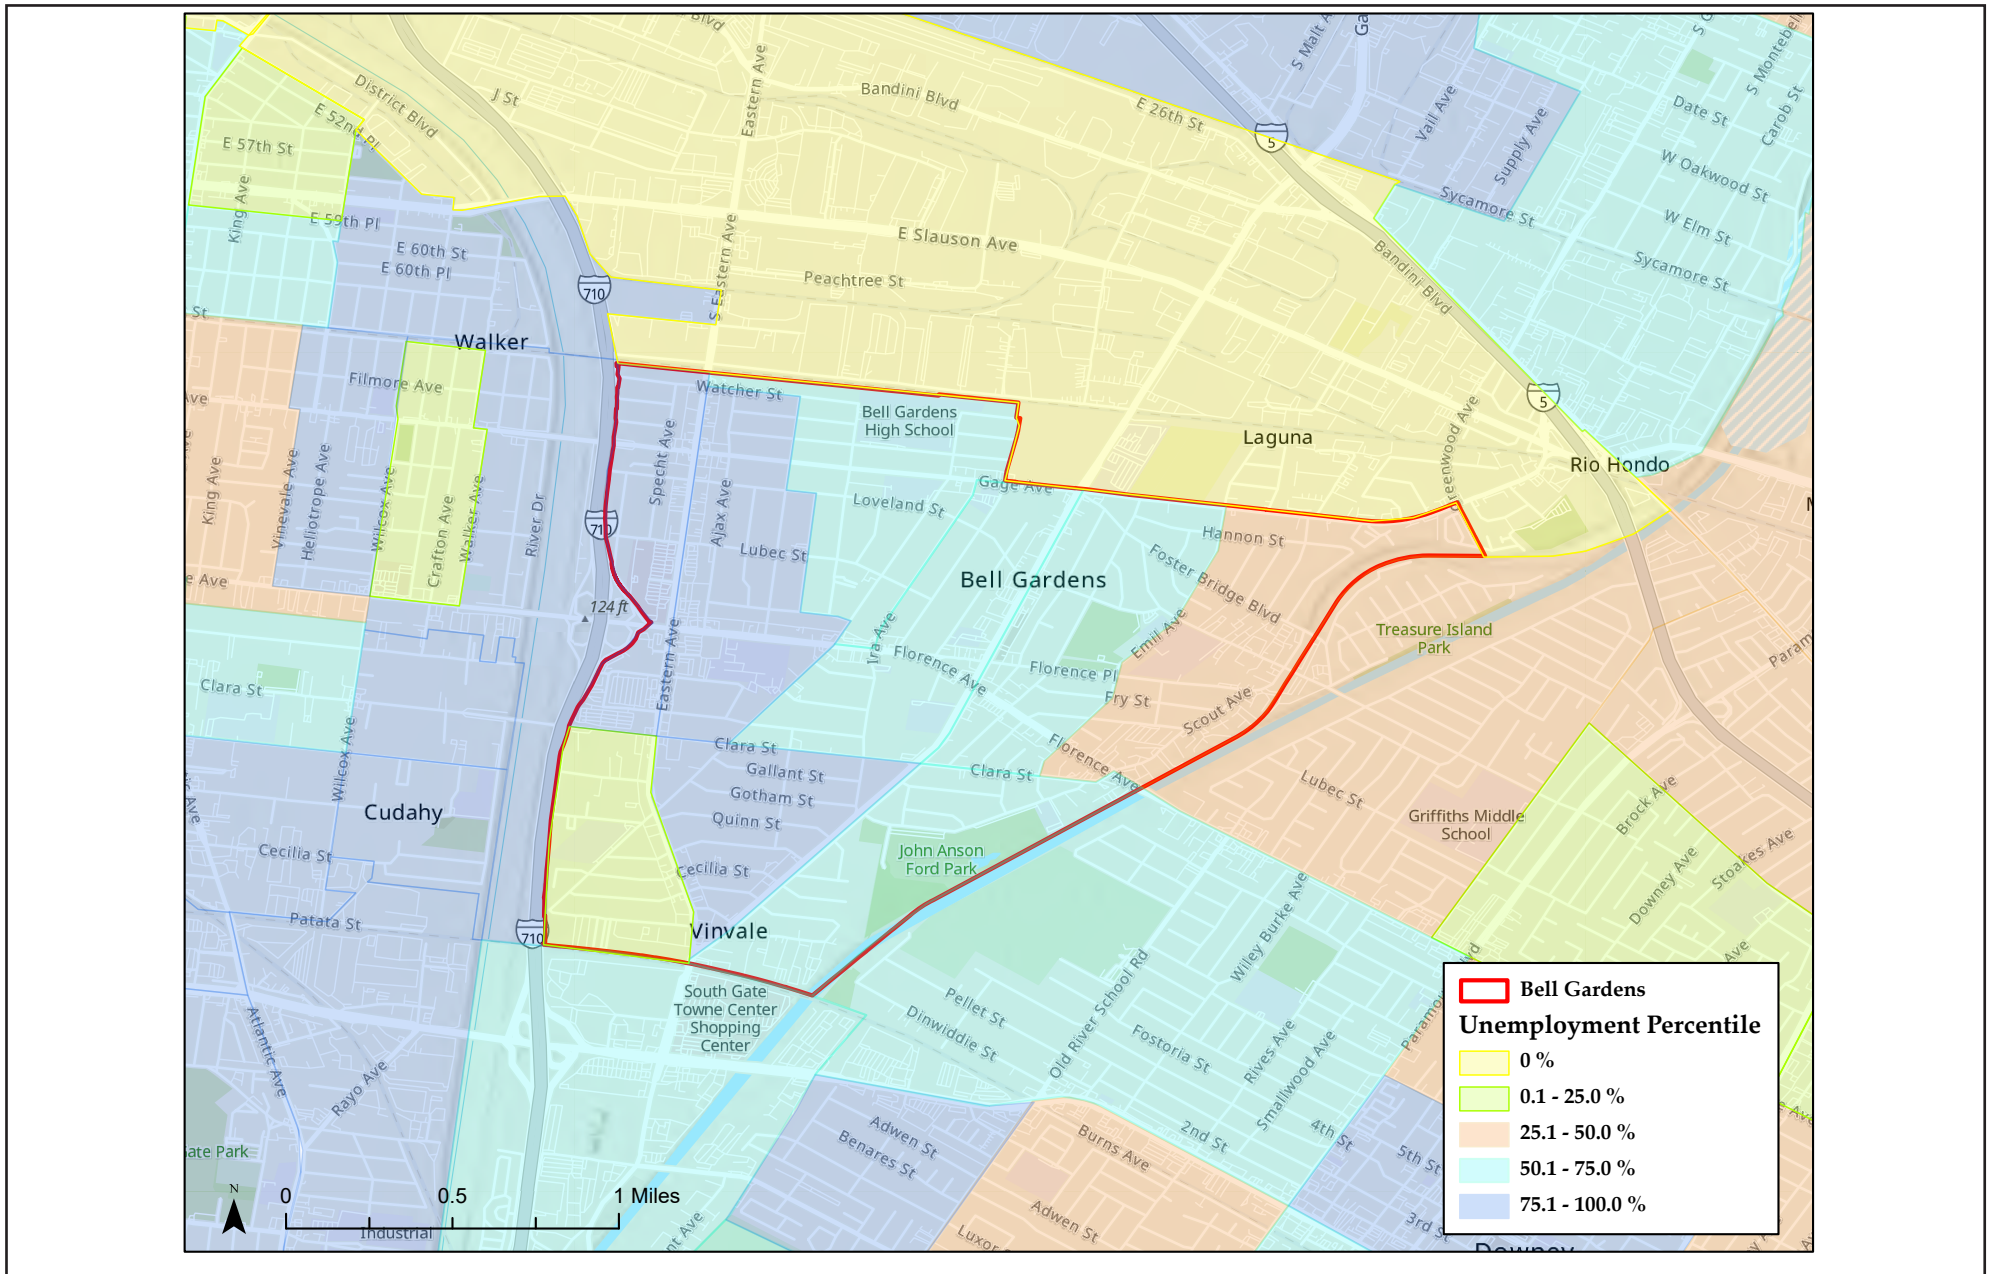 Blvd
Eastern Ave
S Malt A
Ga
S Montebel
District Blvd
J St
Bandini Blvd
E 26th St
Vail Ave
Supply Ave
Date St
Carob St
E 52nd Pl
E 57th St
5
W Oakwood St
King Ave
E 59th Pl
E 60th St
E 60th Pl
S Eastern Ave
E Slauson Ave
Peachtree St
Sycamore St
W Elm St
Sycamore St
Bandini Blvd
710
St
Walker
Filmore Ave
Watcher St
Bell Gardens
High School
5
Ave
Laguna
Greenwood Ave
Rio Hondo
King Ave
Vinevale Ave
Heliotrope Ave
Wilcox Ave
Crafton Ave
Walker Ave
River Dr
Specht Ave
Ajax Ave
Gage Ave
Loveland St
710
Lubec St
Hannon St
Foster Bridge Blvd
e Ave
Bell Gardens
124 ft
Emil Ave
Ira Ave
Treasure Island
Park
Param
Clara St
Eastern Ave
Florence Ave
Florence Pl
Fry St
Scout Ave
Wilcox Ave
Clara St
Gallant St
Gotham St
Quinn St
Clara St
Florence Ave
Lubec St
Cudahy
Griffiths Middle
School
Brock Ave
Stoakes Ave
Downey Ave
Cecilia St
Cecilia St
John Anson
Ford Park
Patata St
710
Vinvale
Wiley Burke Ave
Old River School Rd
South Gate
Towne Center
Shopping
Center
Pellet St
Dinwiddie St
Fostoria St
Rives Ave
Smallwood Ave
Atlantic Ave
Rayo Ave
Adwen St
Benares St
Burns Ave
2nd St
4th St
5th St
3rd St
Adwen St
Luxor
nt Ave
ate Park
Industrial
Downey
N
0 0.5 1 Miles
Bell Gardens
Unemployment Percentile
0 %
0.1 - 25.0 %
25.1 - 50.0 %
50.1 - 75.0 %
75.1 - 100.0 %